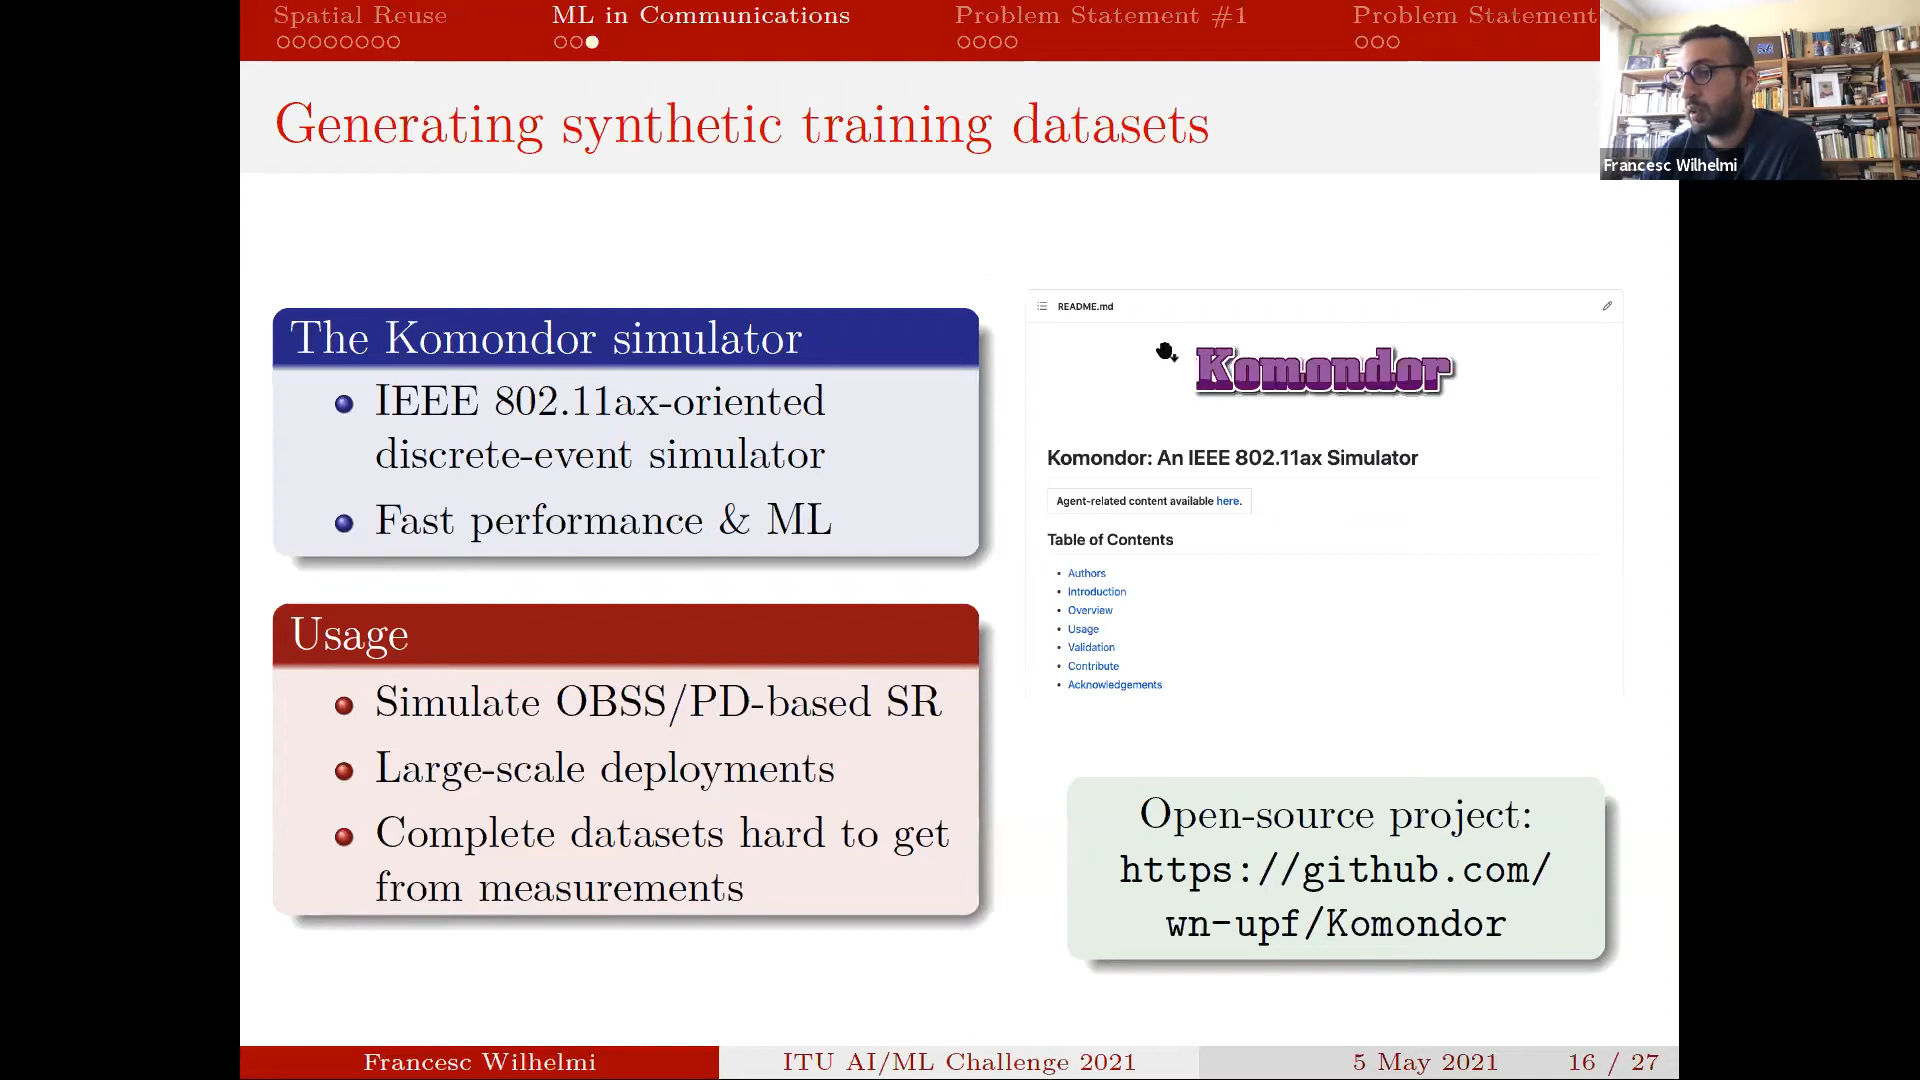 Spatial Reuse
ML in Communications
Problem Statement #1
Problem Statement
Generating synthetic training datasets
Francesc Wilhelmi
The Komondor simulator
IEEE 802.11ax-oriented
discrete-event simulator
Fast performance & ML
Usage
Simulate OBSS/PD-based SR
Large-scale deployments
Complete datasets hard to get
from measurements
README.md
Komondor
Komondor: An IEEE 802.11ax Simulator
Agent-related content available here.
Table of Contents
Authors
Introduction
Overview
Usage
Validation
Contribute
Acknowledgements
Open-source project:
https://github.com/
wn-upf/Komondor
Francesc Wilhelmi
ITU AI/ML Challenge 2021
5 May 2021
16 / 27